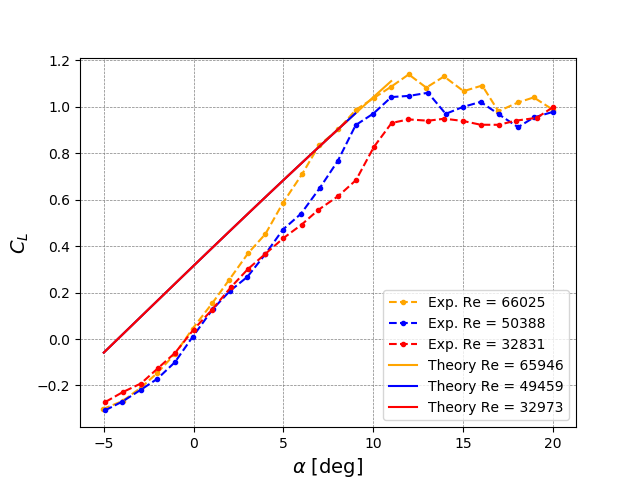 1.2
1.0
0.8
0.6
0.4
0.2
0.0
−0.2
C_L
Exp. Re = 66025
Exp. Re = 50388
Exp. Re = 32831
Theory Re = 65946
Theory Re = 49459
Theory Re = 32973
−5
0
5
10
15
20
α [deg]